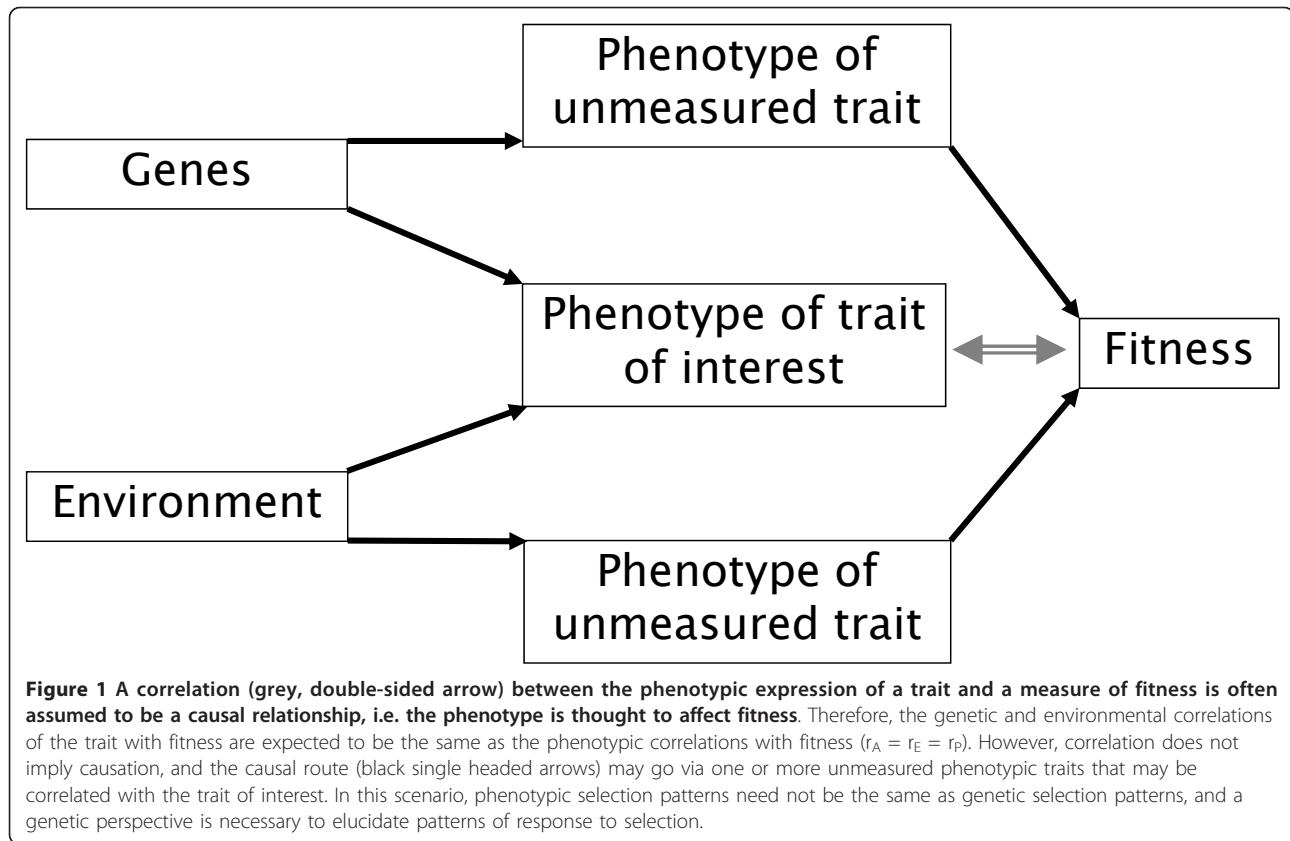 Phenotype of
unmeasured trait
Genes
Phenotype of trait
of interest
Fitness
Environment
Phenotype of
unmeasured trait
Figure 1 A correlation (grey, double-sided arrow) between the phenotypic expression of a trait and a measure of fitness is often
assumed to be a causal relationship, i.e. the phenotype is thought to affect fitness. Therefore, the genetic and environmental correlations
of the trait with fitness are expected to be the same as the phenotypic correlations with fitness (rA = rE = rP). However, correlation does not
imply causation, and the causal route (black single headed arrows) may go via one or more unmeasured phenotypic traits that may be
correlated with the trait of interest. In this scenario, phenotypic selection patterns need not be the same as genetic selection patterns, and a
genetic perspective is necessary to elucidate patterns of response to selection.